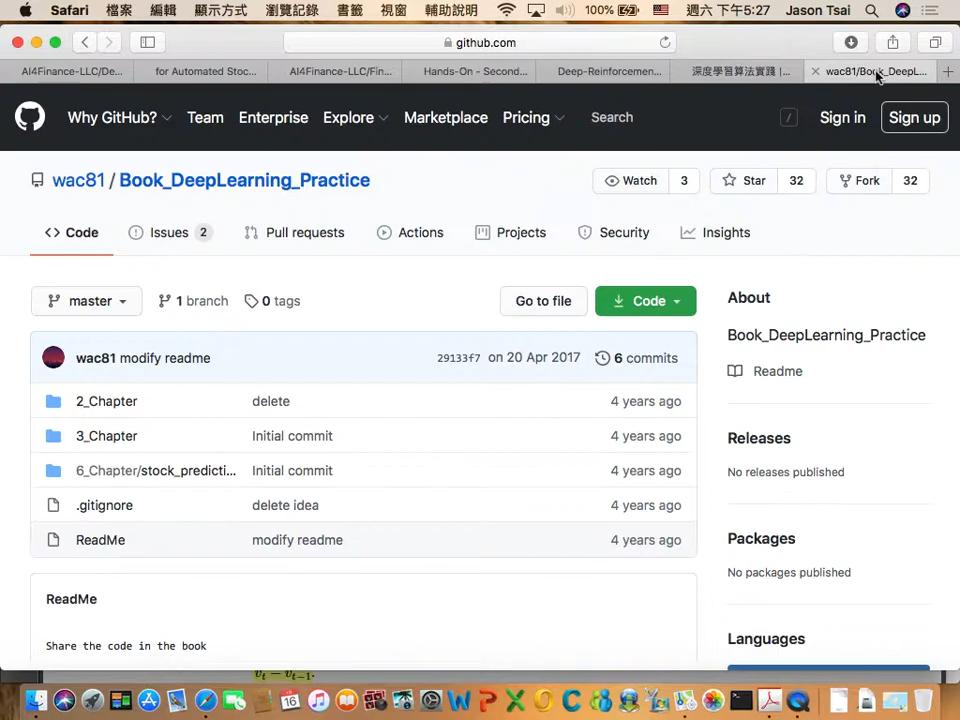 Safari 檔案 編輯 顯示方式 瀏覽記錄 書籤 視窗 輔助說明 100% 週六 下午5:27 Jason Tsai
github.com
AI4Finance-LLC/De... for Automated Stoc... AI4Finance-LLC/Fin... Hands-On - Second... Deep-Reinforcemen... 深度學習算法實踐 |... wac81/Book_DeepL...
Why GitHub? Team Enterprise Explore Marketplace Pricing Search / Sign in Sign up
wac81 / Book_DeepLearning_Practice Watch 3 Star 32 Fork 32
Code Issues 2 Pull requests Actions Projects Security Insights
master 1 branch 0 tags Go to file Code
wac81 modify readme 29133f7 on 20 Apr 2017 6 commits
2_Chapter delete 4 years ago
3_Chapter Initial commit 4 years ago
6_Chapter/stock_predicti... Initial commit 4 years ago
.gitignore delete idea 4 years ago
ReadMe modify readme 4 years ago
ReadMe
Share the code in the book
About
Book_DeepLearning_Practice
Readme
Releases
No releases published
Packages
No packages published
Languages
16